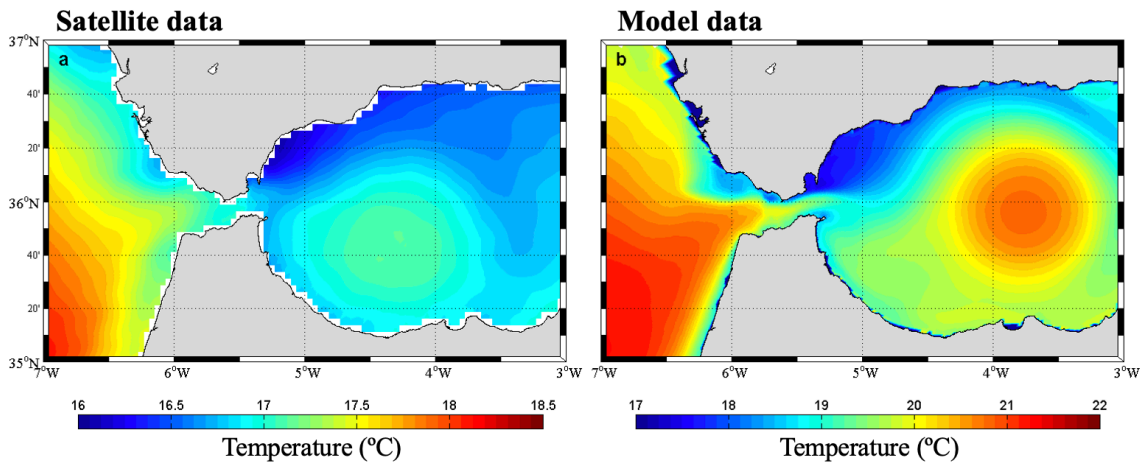 Satellite data Model data
37°N a b
40'
20'
36°N
40'
20'
35°N
7°W 6°W 5°W 4°W 3°W 7°W 6°W 5°W 4°W 3°W
16 16.5 17 17.5 18 18.5 17 18 19 20 21 22
Temperature (ºC) Temperature (ºC)